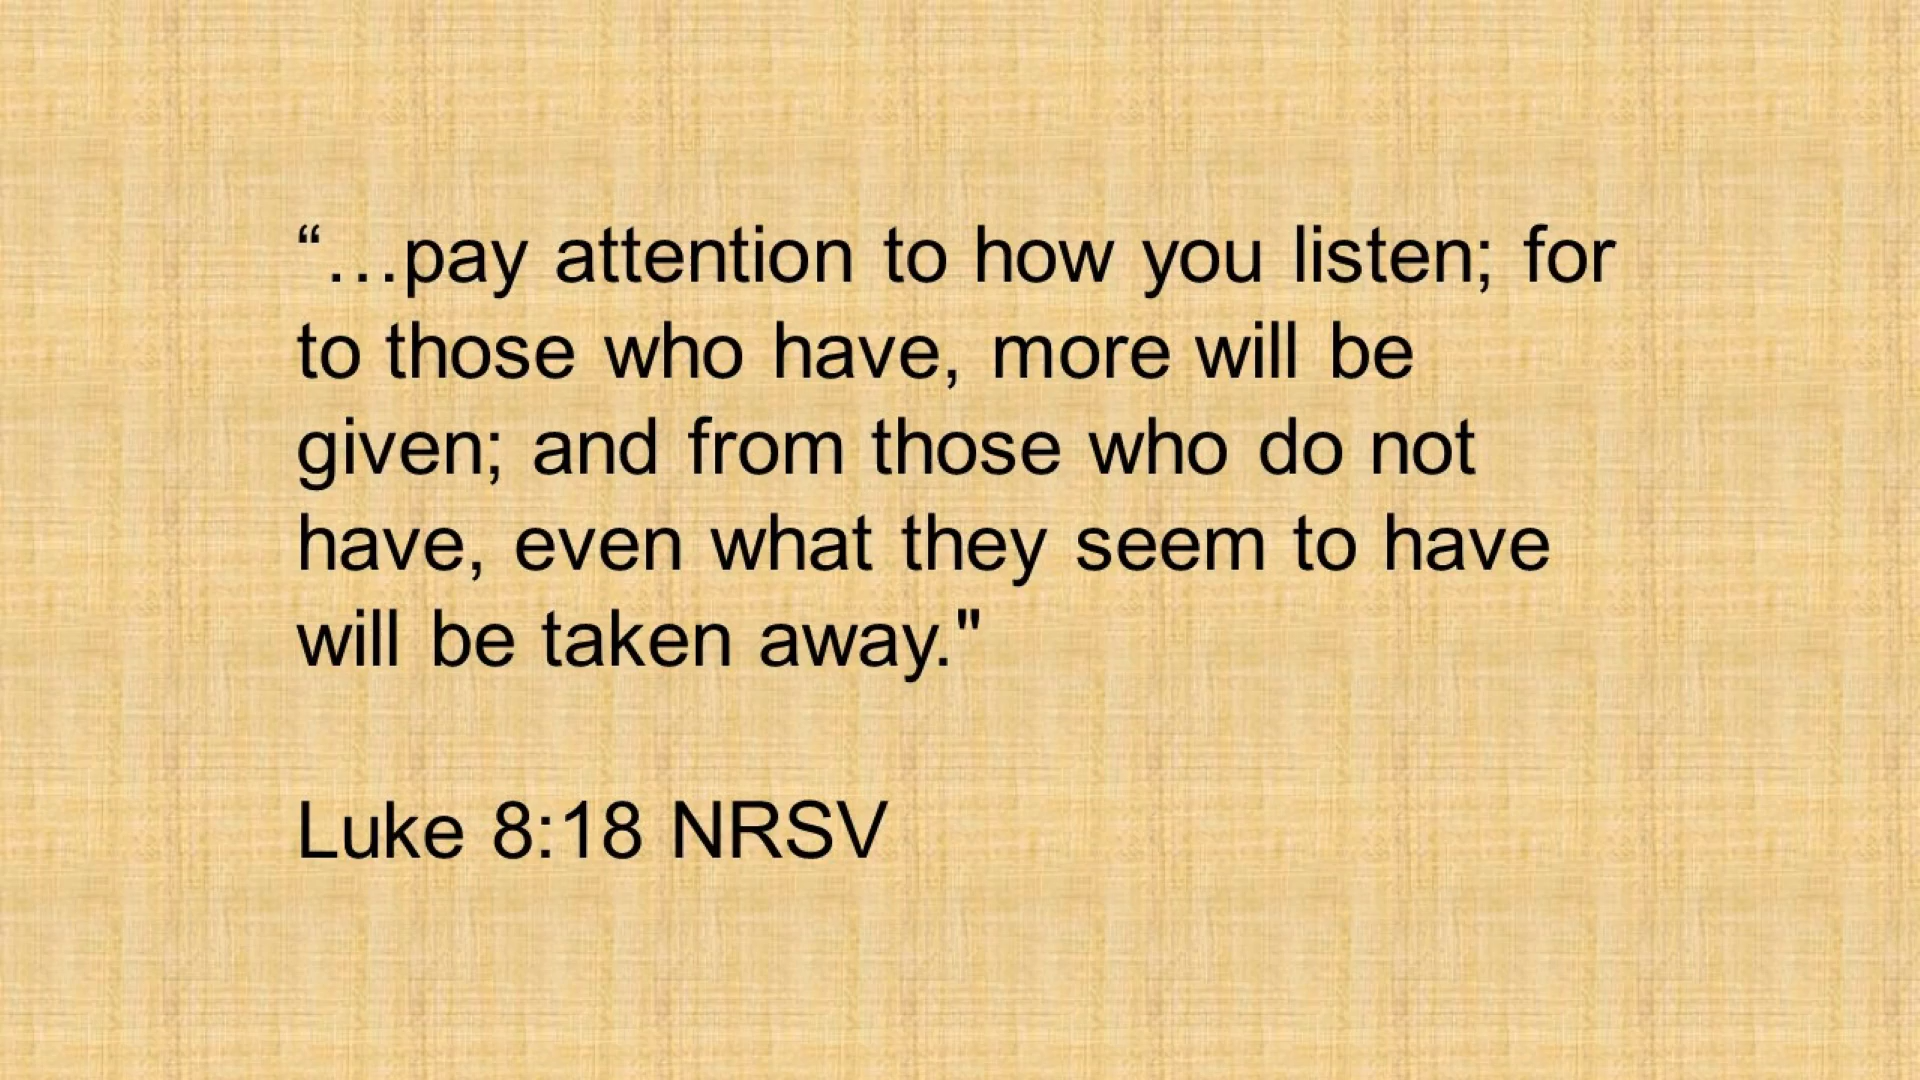 “…pay attention to how you listen; for
to those who have, more will be
given; and from those who do not
have, even what they seem to have
will be taken away."
Luke 8:18 NRSV